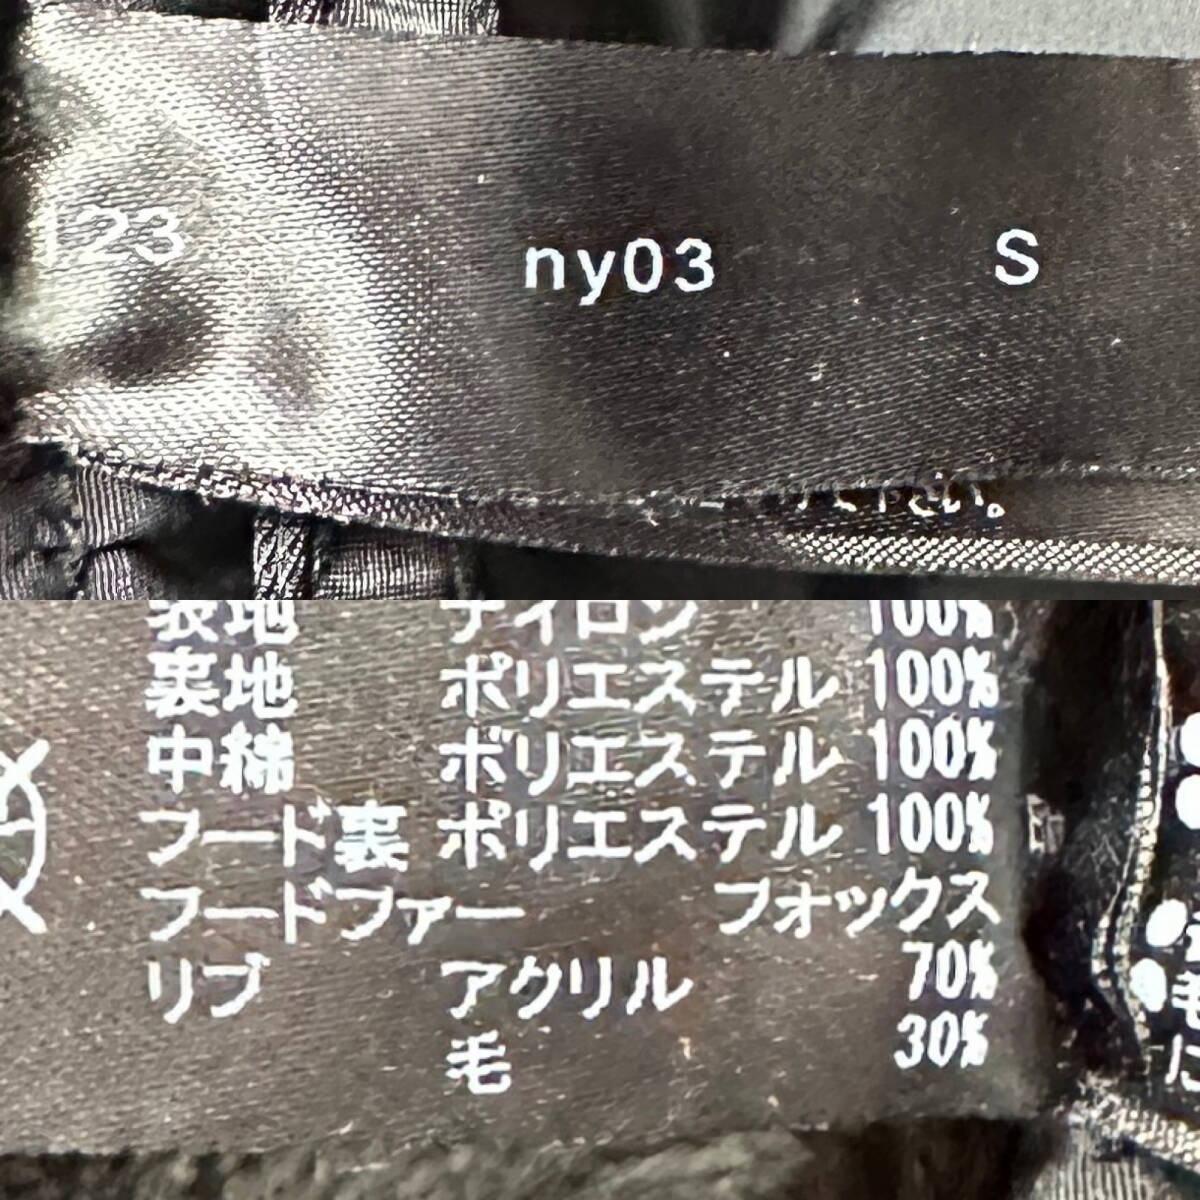 123 ny03 S
表地 ナイロン 100%
裏地 ポリエステル 100%
中綿 ポリエステル 100%
フード裏 ポリエステル 100%
フードファー フォックス
リブ アクリル 70%
毛 30%
毛
に